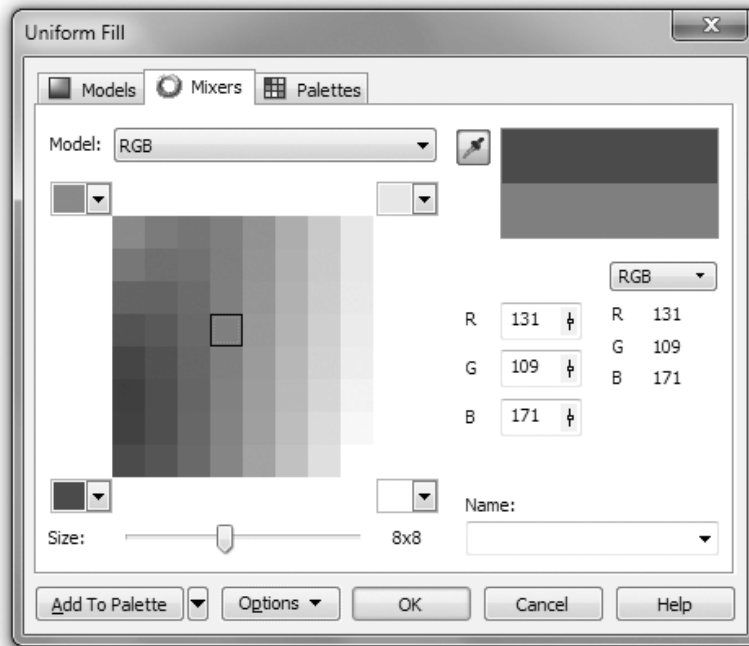 Uniform Fill
Models Mixers Palettes
Model: RGB
RGB
R 131 R 131
G 109 G 109
B 171 B 171
Name:
Size: 8x8
Add To Palette Options OK Cancel Help